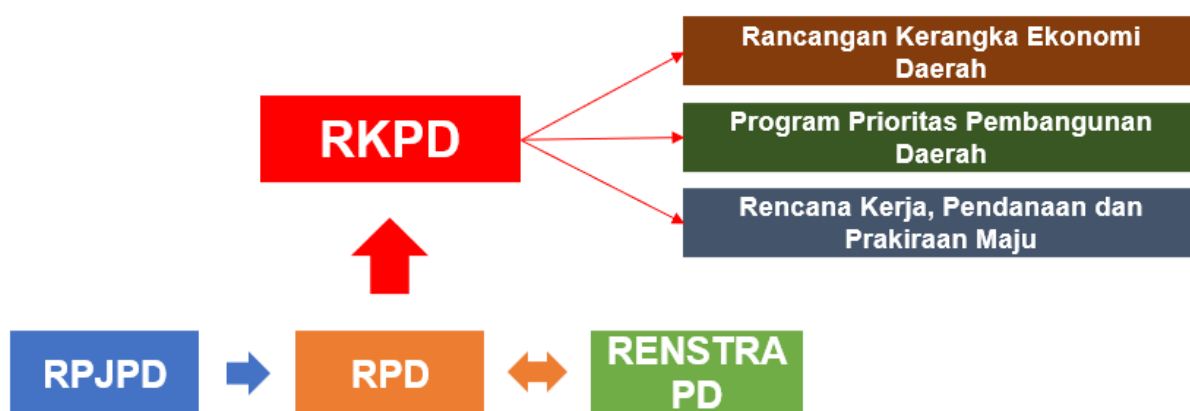 Rancangan Kerangka Ekonomi
Daerah
RKPD
Program Prioritas Pembangunan
Daerah
Rencana Kerja, Pendanaan dan
Prakiraan Maju
RPJPD
RPD
RENSTRA
PD